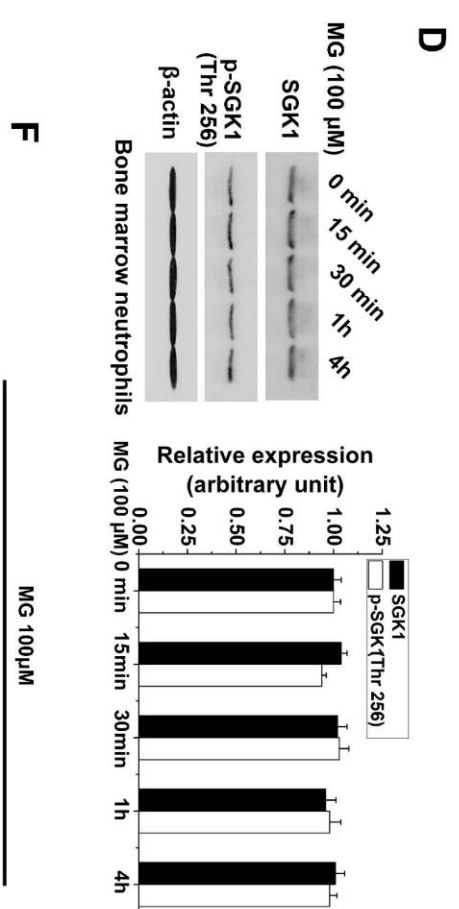 D
MG (100 μM)
0 min
15 min
30 min
1h
4h
SGK1
p-SGK1
(Thr 256)
β-actin
Bone marrow neutrophils
Relative expression
(arbitrary unit)
1.25
1.00
0.75
0.50
0.25
0.00
SGK1
p-SGK1(Thr 256)
MG (100 μM) 0 min 15min 30min 1h 4h
F
MG 100μM